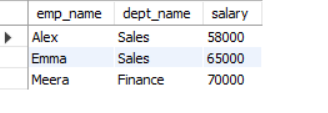 emp_name dept_name salary
Alex Sales 58000
Emma Sales 65000
Meera Finance 70000